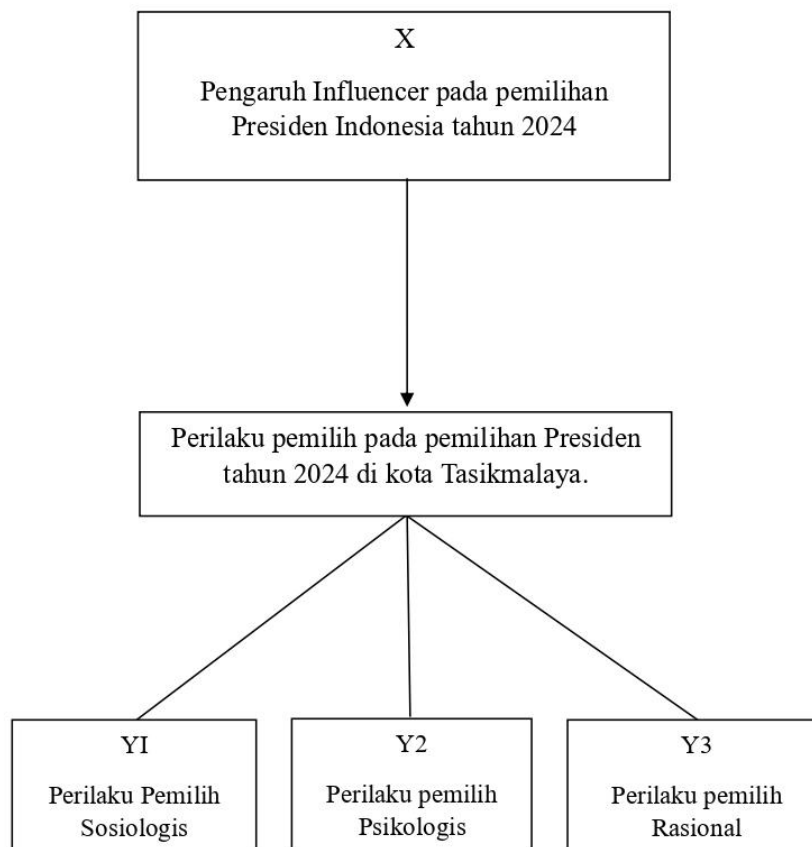 X
Pengaruh Influencer pada pemilihan
Presiden Indonesia tahun 2024
Perilaku pemilih pada pemilihan Presiden
tahun 2024 di kota Tasikmalaya.
YI
Perilaku Pemilih
Sosiologis
Y2
Perilaku pemilih
Psikologis
Y3
Perilaku pemilih
Rasional